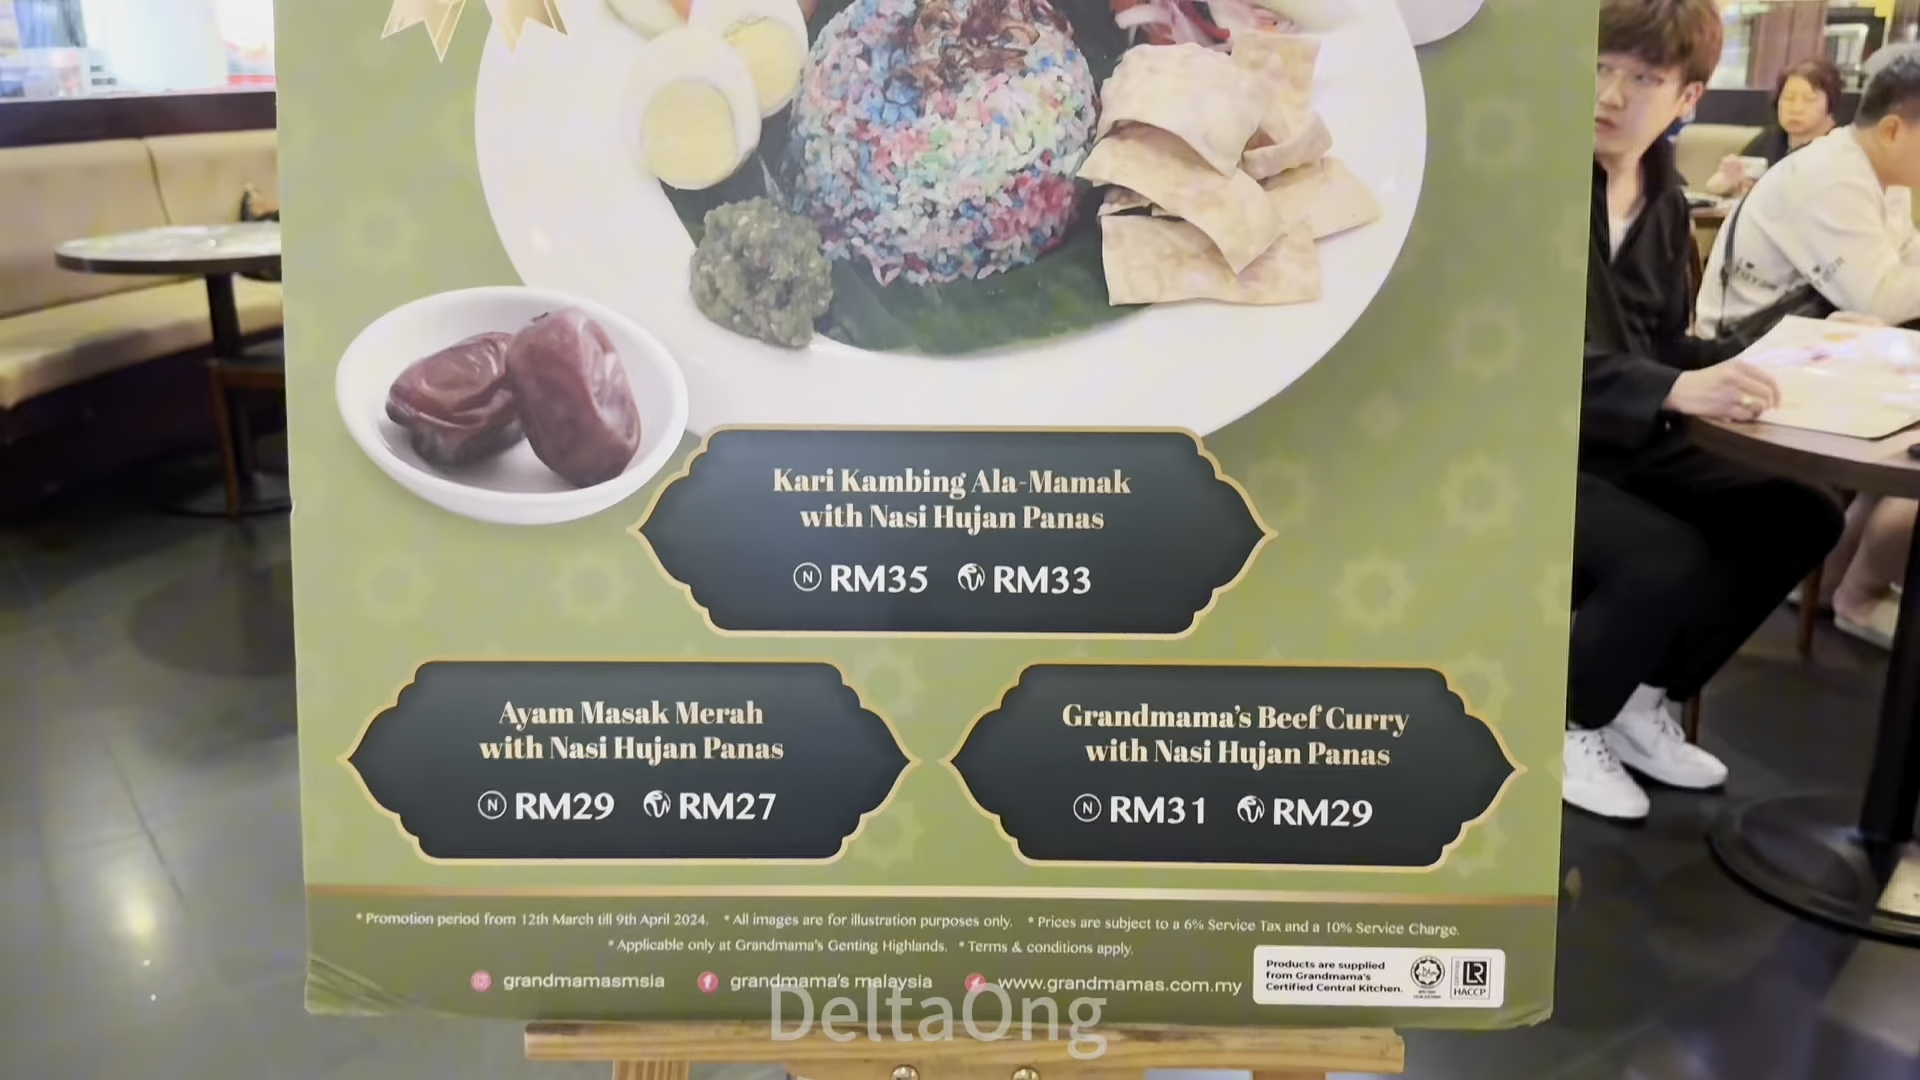 Kari Kambing Ala-Mamak
with Nasi Hujan Panas
N RM35 RM33
Ayam Masak Merah
with Nasi Hujan Panas
N RM29 RM27
Grandmama's Beef Curry
with Nasi Hujan Panas
N RM31 RM29
* Promotion period from 12th March till 9th April 2024. * All images are for illustration purposes only. * Prices are subject to a 6% Service Tax and a 10% Service Charge.
* Applicable only at Grandmama's Genting Highlands. * Terms & conditions apply.
grandmamasmsia grandmama's malaysia www.grandmamas.com.my
Products are supplied
from Grandmama's
Certified Central Kitchen.
LR
HACCP
DeltaOng